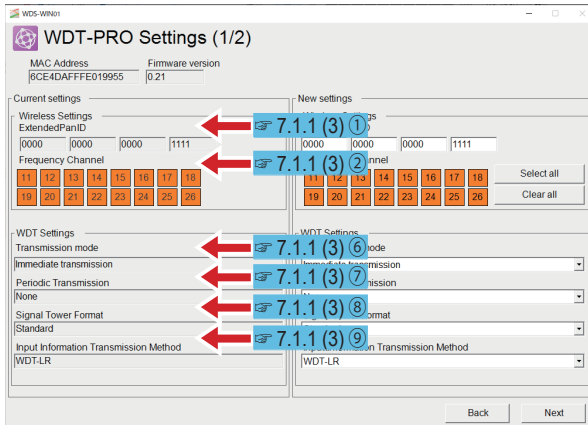 WDS-WIN01
WDT-PRO Settings (1/2)
MAC Address
Firmware version
6CE4DAFFFE019955
0.21
Current settings
Wireless Settings
ExtendedPanID
0000 0000 0000 1111
Frequency Channel
11 12 13 14 15 16 17 18
19 20 21 22 23 24 25 26
WDT Settings
Transmission mode
Immediate transmission
Periodic Transmission
None
Signal Tower Format
Standard
Input Information Transmission Method
WDT-LR
☞ 7.1.1 (3) ①
☞ 7.1.1 (3) ②
☞ 7.1.1 (3) ⑥
☞ 7.1.1 (3) ⑦
☞ 7.1.1 (3) ⑧
☞ 7.1.1 (3) ⑨
New settings
0000 0000 0000 1111
11 12 13 14 15 16 17 18
19 20 21 22 23 24 25 26
Select all
Clear all
WDT Settings
Immediate transmission
Transmission Method
WDT-LR
Back
Next